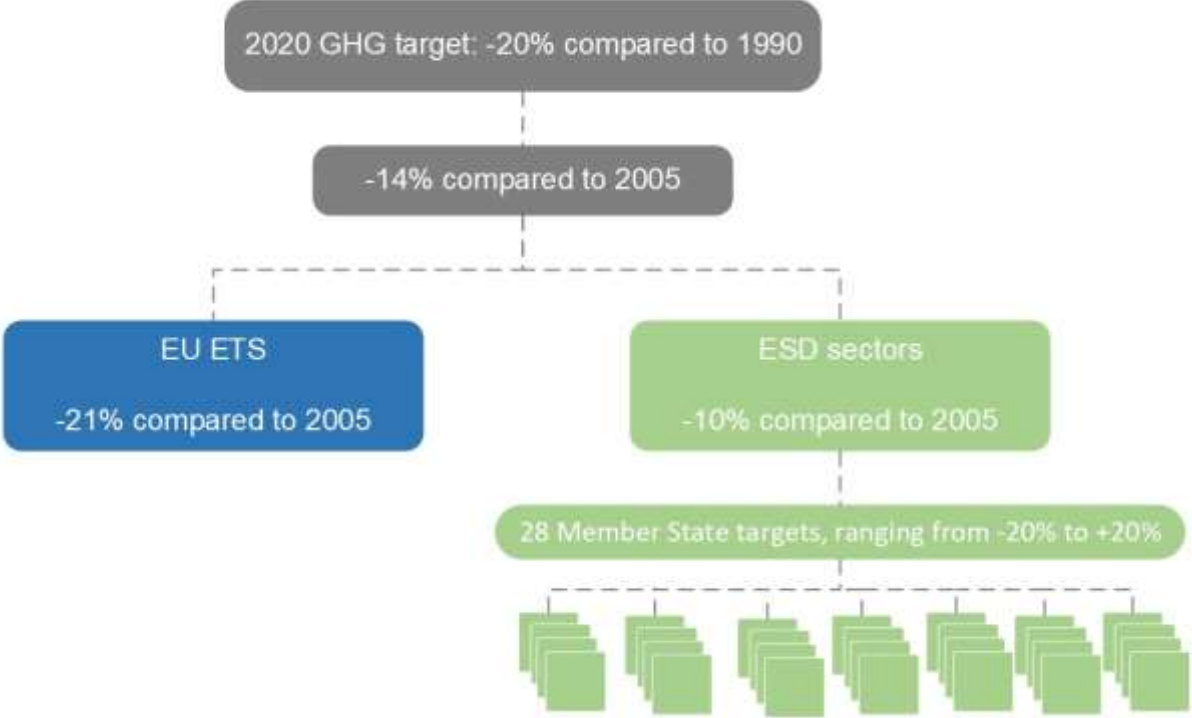 2020 GHG target: -20% compared to 1990
-14% compared to 2005
EU ETS
-21% compared to 2005
ESD sectors
-10% compared to 2005
28 Member State targets, ranging from -20% to +20%